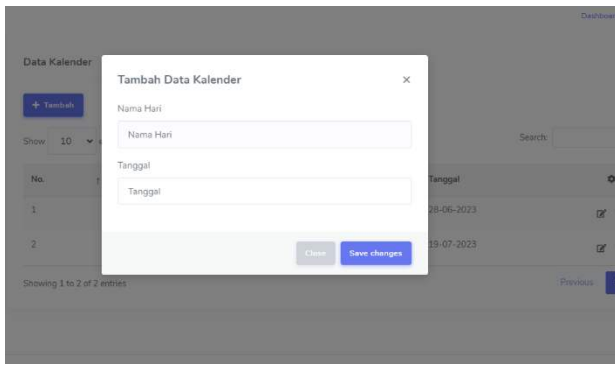 Dashboar
Data Kalender
Tambah Data Kalender ×
+ Tambah
Nama Hari
Nama Hari
Show 10
Search:
Tanggal
Tanggal
No. Tanggal
1 28-06-2023
2 19-07-2023
Close Save changes
Showing 1 to 2 of 2 entries
Previous